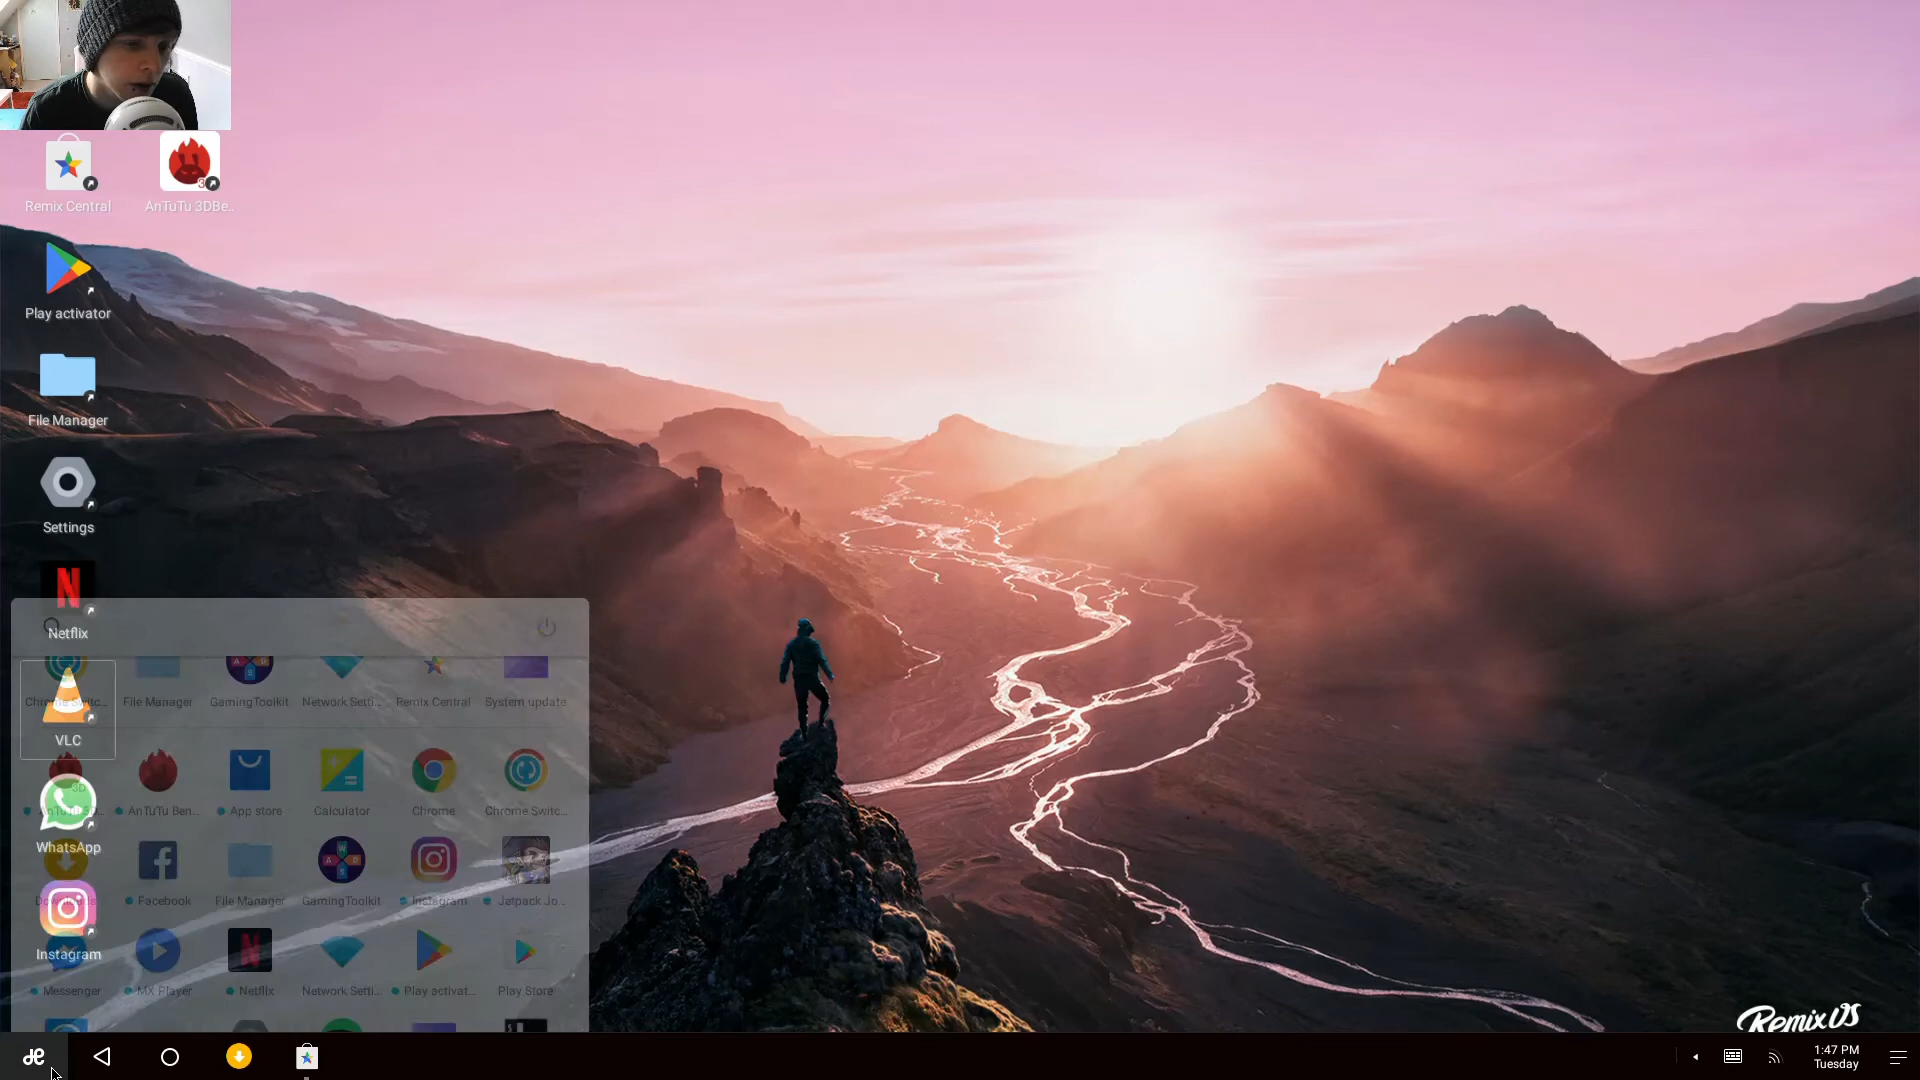 Remix Central
AnTuTu 3DBe..
Play activator
File Manager
Settings
Netflix
VLC
WhatsApp
Instagram
Chrome Switc..
File Manager
GamingToolkit
Network Setti..
Remix Central
System update
AnTuTu Ben..
App store
Calculator
Chrome
Chrome Switc..
Facebook
File Manager
GamingToolkit
Instagram
Jetpack Jo..
Messenger
MX Player
Netflix
Network Setti..
Play activat..
Play Store
Remix OS
1:47 PM
Tuesday